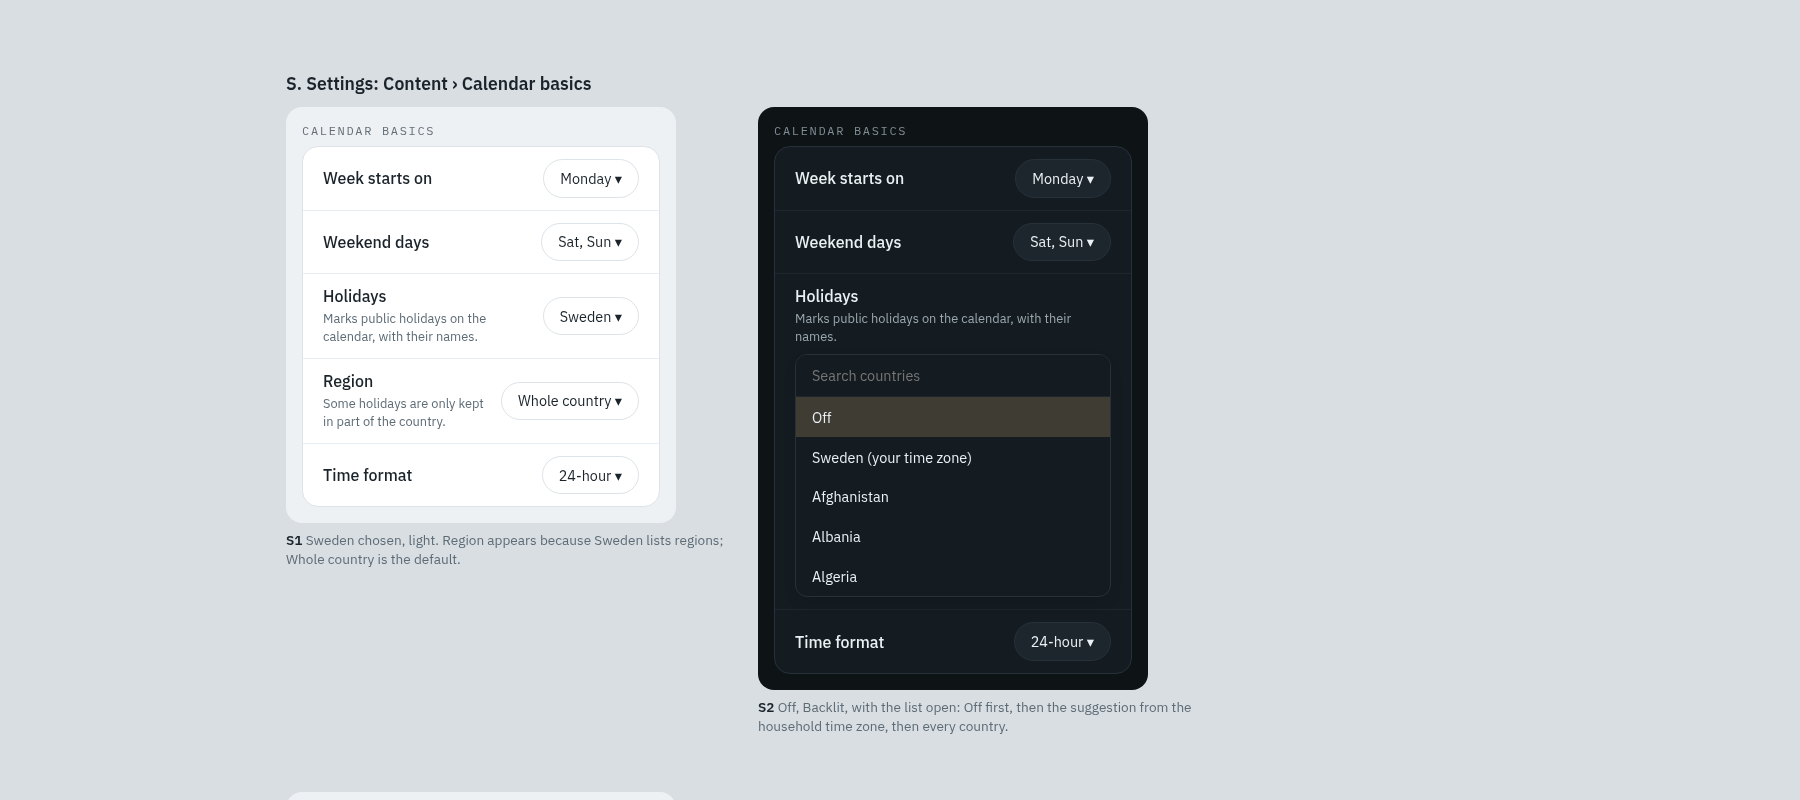 S. Settings: Content › Calendar basics
CALENDAR BASICS
Week starts on
Monday ▾
Weekend days
Sat, Sun ▾
Holidays
Marks public holidays on the
calendar, with their names.
Sweden ▾
Region
Some holidays are only kept
in part of the country.
Whole country ▾
Time format
24-hour ▾
S1 Sweden chosen, light. Region appears because Sweden lists regions;
Whole country is the default.
CALENDAR BASICS
Week starts on
Monday ▾
Weekend days
Sat, Sun ▾
Holidays
Marks public holidays on the calendar, with their
names.
Search countries
Off
Sweden (your time zone)
Afghanistan
Albania
Algeria
Time format
24-hour ▾
S2 Off, Backlit, with the list open: Off first, then the suggestion from the
household time zone, then every country.